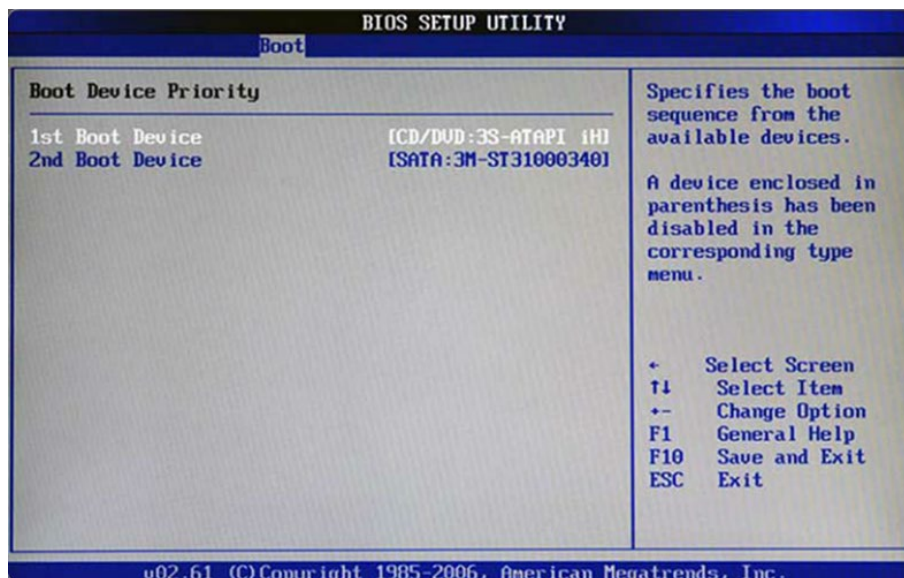 BIOS SETUP UTILITY
Boot
Boot Device Priority
1st Boot Device [CD/DVD:3S-ATAPI iH]
2nd Boot Device [SATA:3M-ST31000340]
Specifies the boot
sequence from the
available devices.
A device enclosed in
parenthesis has been
disabled in the
corresponding type
menu.
← Select Screen
↑↓ Select Item
+- Change Option
F1 General Help
F10 Save and Exit
ESC Exit
v02.61 (C)Copyright 1985-2006, American Megatrends, Inc.